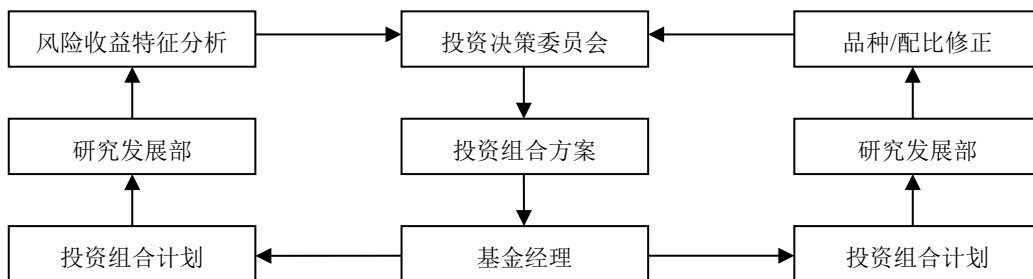 风险收益特征分析
投资决策委员会
品种/配比修正
研究发展部
投资组合方案
研究发展部
投资组合计划
基金经理
投资组合计划